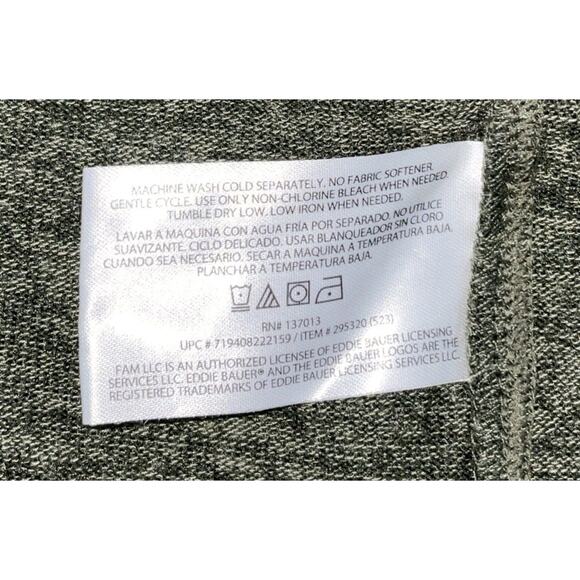 MACHINE WASH COLD SEPARATELY. NO FABRIC SOFTENER.
GENTLE CYCLE. USE ONLY NON-CHLORINE BLEACH WHEN NEEDED.
TUMBLE DRY LOW. LOW IRON WHEN NEEDED.
LAVAR A MAQUINA CON AGUA FRÍA POR SEPARADO. NO UTILICE
SUAVIZANTE. CICLO DELICADO. USAR BLANQUEADOR SIN CLORO
CUANDO SEA NECESARIO. SECAR A MAQUINA A TEMPERATURA BAJA.
PLANCHAR A TEMPERATURA BAJA.
RN# 137013
UPC # 719408222159 / ITEM # 295320 (523)
FAM LLC IS AN AUTHORIZED LICENSEE OF EDDIE BAUER LICENSING
SERVICES LLC. EDDIE BAUER® AND THE EDDIE BAUER LOGOS ARE THE
REGISTERED TRADEMARKS OF EDDIE BAUER LICENSING SERVICES LLC.